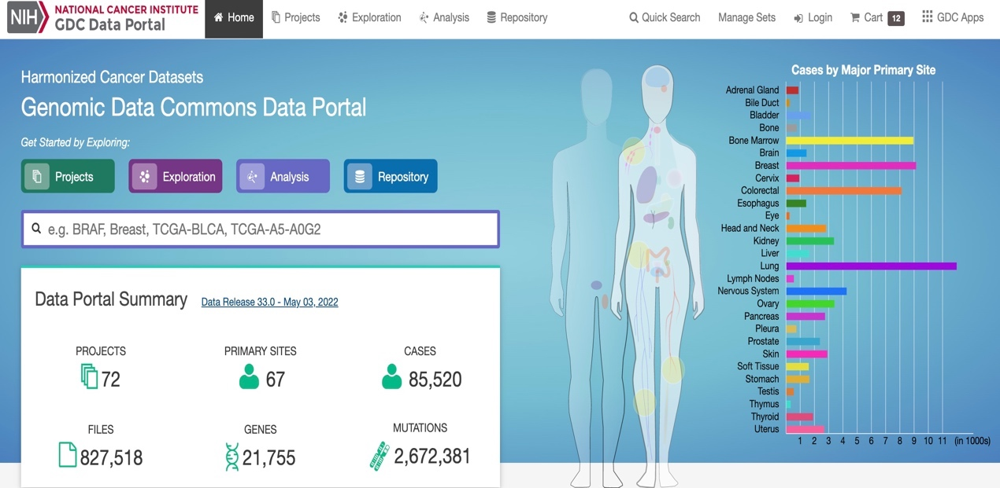 NIH NATIONAL CANCER INSTITUTE
GDC Data Portal
Home
Projects
Exploration
Analysis
Repository
Quick Search
Manage Sets
Login
Cart 12
GDC Apps
Harmonized Cancer Datasets
Genomic Data Commons Data Portal
Get Started by Exploring:
Projects
Exploration
Analysis
Repository
e.g. BRAF, Breast, TCGA-BLCA, TCGA-A5-A0G2
Data Portal Summary
Data Release 33.0 - May 03, 2022
PROJECTS
72
PRIMARY SITES
67
CASES
85,520
FILES
827,518
GENES
21,755
MUTATIONS
2,672,381
Cases by Major Primary Site
Adrenal Gland
Bile Duct
Bladder
Bone
Bone Marrow
Brain
Breast
Cervix
Colorectal
Esophagus
Eye
Head and Neck
Kidney
Liver
Lung
Lymph Nodes
Nervous System
Ovary
Pancreas
Pleura
Prostate
Skin
Soft Tissue
Stomach
Testis
Thymus
Thyroid
Uterus
1 2 3 4 5 6 7 8 9 10 11 (in 1000s)